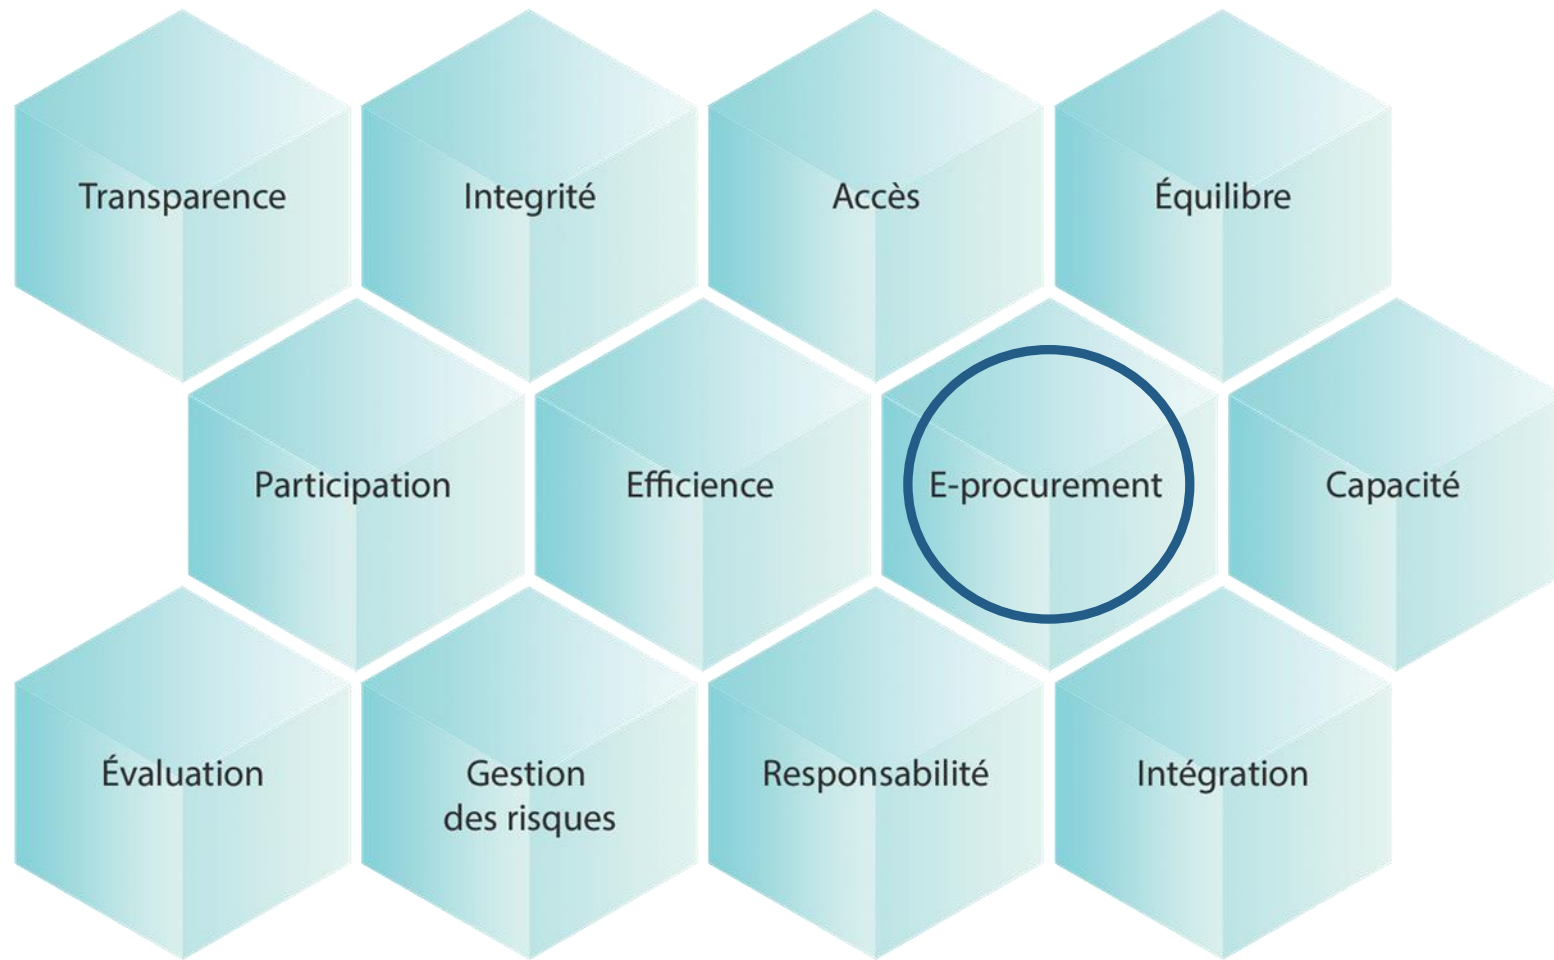 Transparence
Integrité
Accès
Équilibre
Participation
Efficience
E-procurement
Capacité
Évaluation
Gestion
des risques
Responsabilité
Intégration